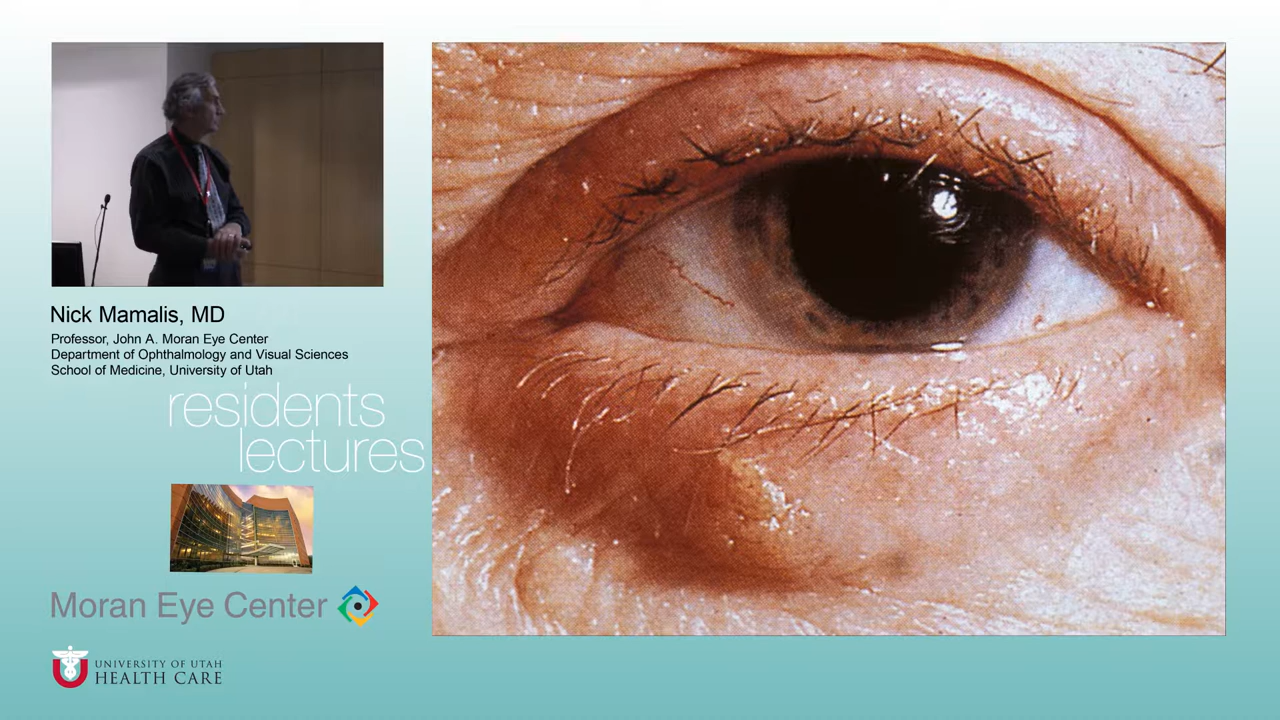 Nick Mamalis, MD
Professor, John A. Moran Eye Center
Department of Ophthalmology and Visual Sciences
School of Medicine, University of Utah
residents
lectures
Moran Eye Center
UNIVERSITY OF UTAH
HEALTH CARE